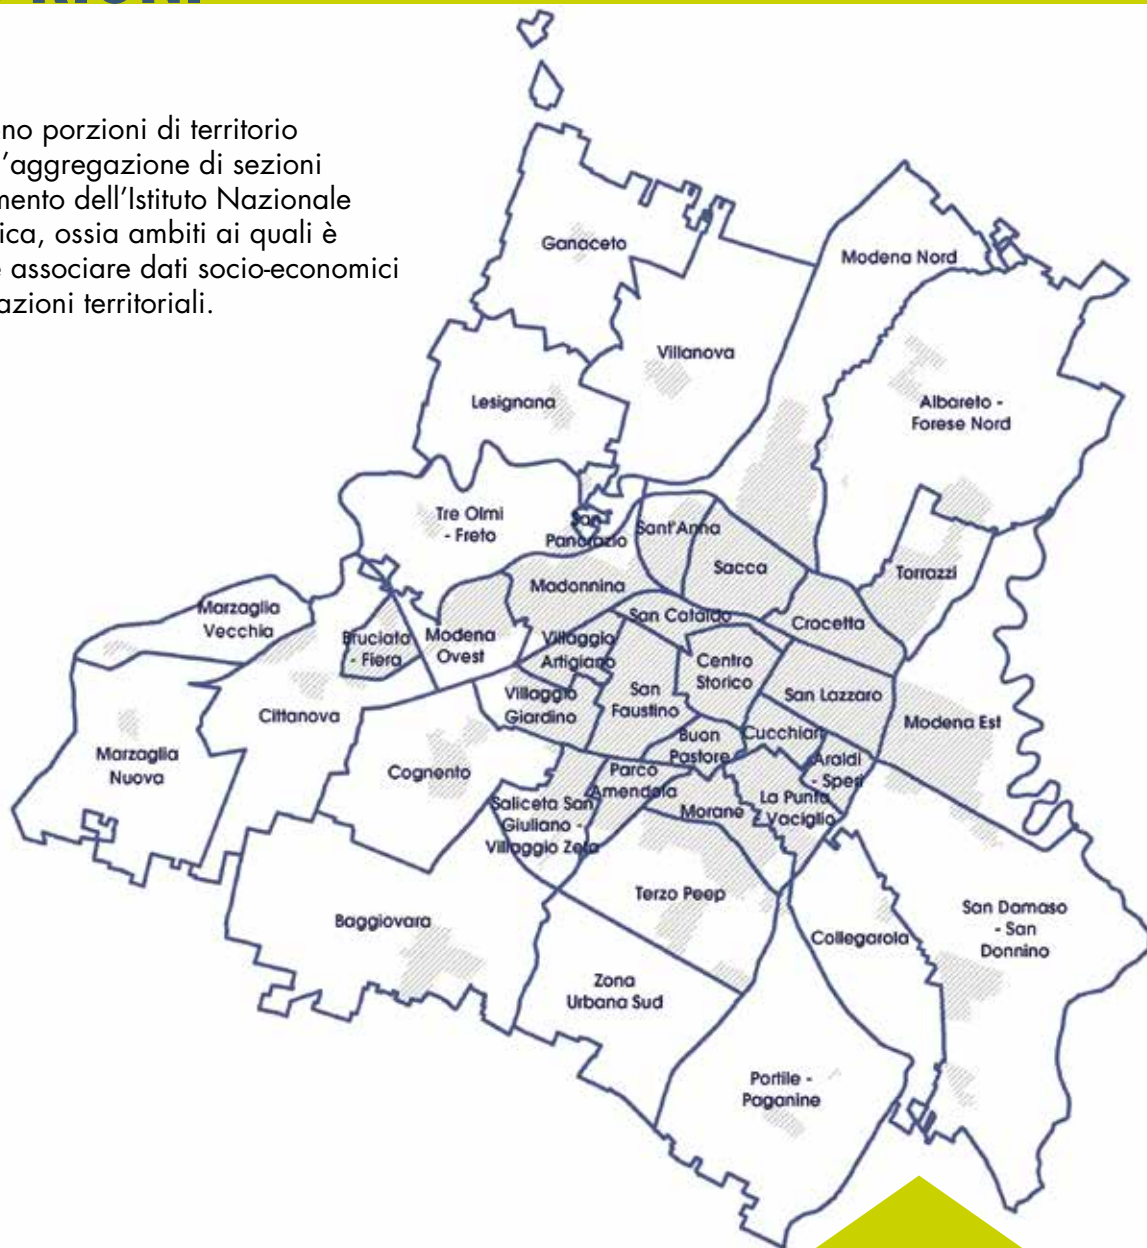 RIONI
no porzioni di territorio
l'aggregazione di sezioni
mento dell'Istituto Nazionale
ica, ossia ambiti ai quali è
e associare dati socio-economici
azioni territoriali.
Ganaceto
Modena Nord
Villanova
Lesignana
Albareto -
Forese Nord
Tre Olmi
- Freto
San
Pancrazio
Sant'Anna
Sacca
Torrazzi
Madonnina
Marzaglia
Vecchia
Bruciata
- Fiera
Modena
Ovest
San Cataldo
Crocetta
Villaggio
Artigiano
Centro
Storico
San Lazzaro
Villaggio
Giardino
San
Faustino
Cittanova
Modena Est
Marzaglia
Nuova
Cognento
Buon
Pastore
Cucchiari
Araldi
- Speri
Parco
Amendola
Saliceta San
Giuliano -
Villaggio Zeta
Morane
La Punta
- Vaciglio
Terzo Peep
Baggiovara
Collegarola
San Damaso
- San
Donnino
Zona
Urbana Sud
Portile -
Paganine